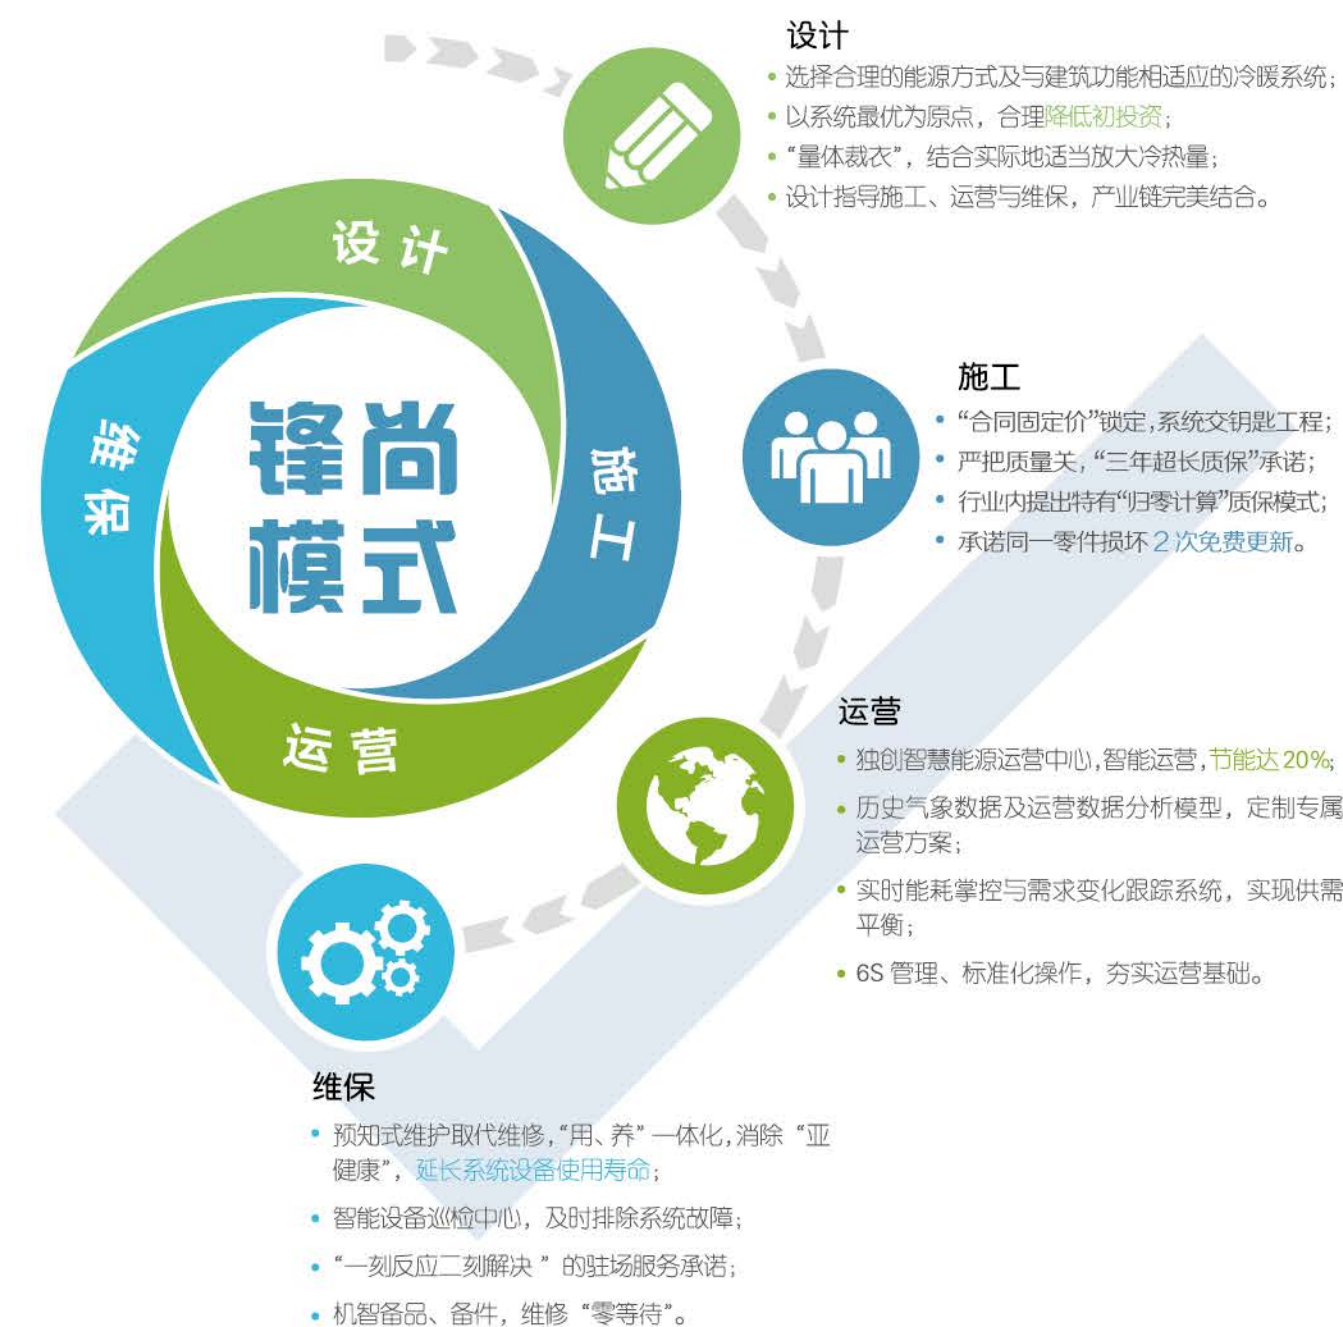 设计
选择合理的能源方式及与建筑功能相适应的冷暖系统；
以系统最优为原点，合理降低初投资；
“量体裁衣”，结合实际地适当放大冷热量；
设计指导施工、运营与维保，产业链完美结合。
设计
施工
运营
维保
锋尚
模式
施工
“合同固定价”锁定,系统交钥匙工程；
严把质量关，“三年超长质保”承诺；
行业内提出特有“归零计算”质保模式；
承诺同一零件损坏 2 次免费更新。
运营
独创智慧能源运营中心,智能运营,节能达 20%;
历史气象数据及运营数据分析模型，定制专属
运营方案；
实时能耗掌控与需求变化跟踪系统，实现供需
平衡；
6S 管理、标准化操作，夯实运营基础。
维保
预知式维护取代维修,“用、养”一体化,消除“亚
健康”，延长系统设备使用寿命；
智能设备巡检中心，及时排除系统故障；
“一刻反应二刻解决 ”的驻场服务承诺；
机智备品、备件，维修“零等待”。